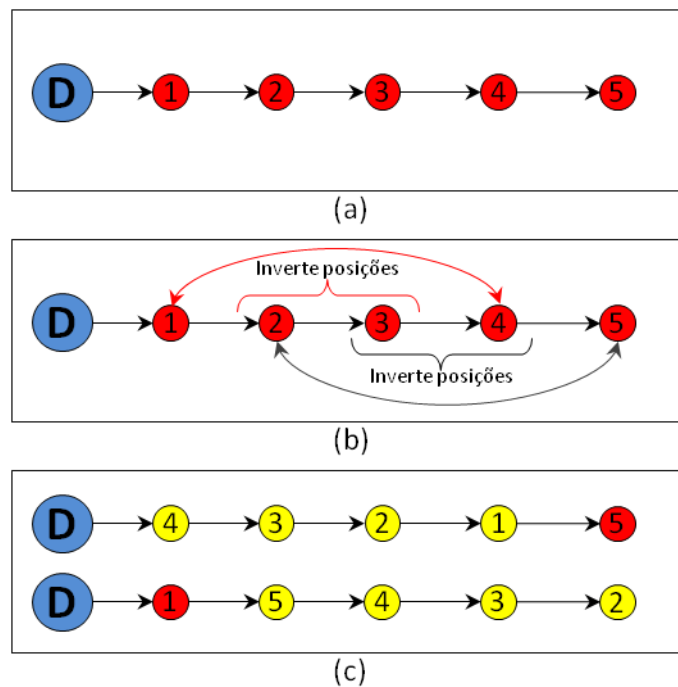 D 1 2 3 4 5
(a)
Inverte posições
D 1 2 3 4 5
Inverte posições
(b)
D 4 3 2 1 5
D 1 5 4 3 2
(c)